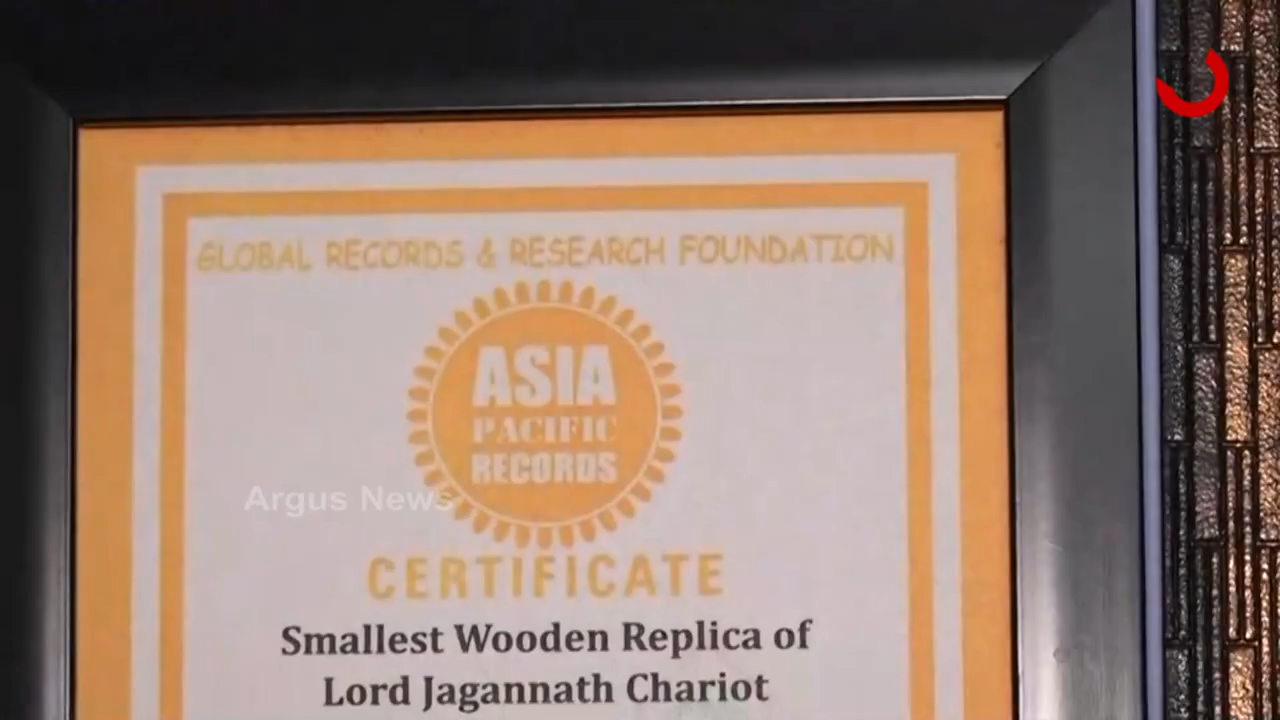 GLOBAL RECORDS & RESEARCH FOUNDATION
ASIA
PACIFIC
RECORDS
Argus News
CERTIFICATE
Smallest Wooden Replica of
Lord Jagannath Chariot